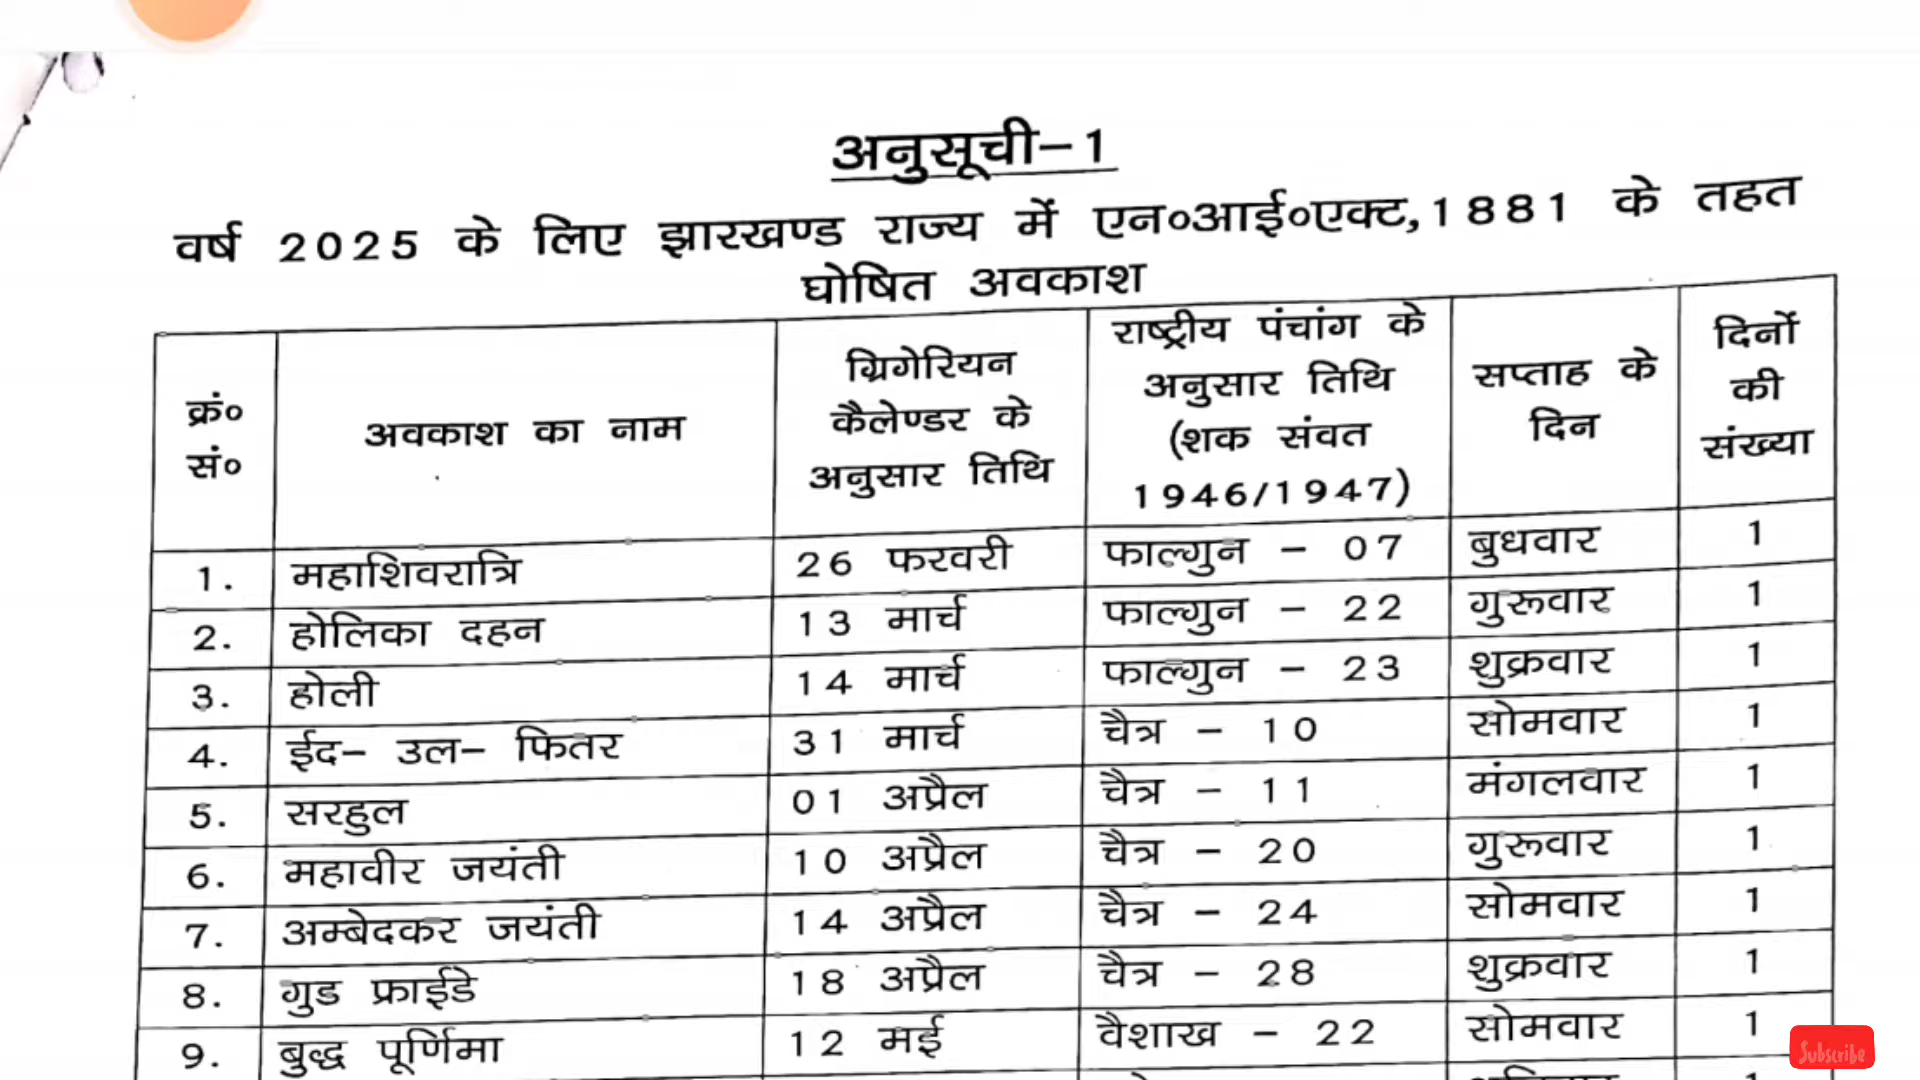 अनुसूची-1
वर्ष 2025 के लिए झारखण्ड राज्य में एन०आई०एक्ट,1881 के तहत
घोषित अवकाश
क्रं० सं० अवकाश का नाम ग्रिगेरियन कैलेण्डर के अनुसार तिथि राष्ट्रीय पंचांग के अनुसार तिथि (शक संवत 1946/1947) सप्ताह के दिन दिनों की संख्या
1. महाशिवरात्रि 26 फरवरी फाल्गुन - 07 बुधवार 1
2. होलिका दहन 13 मार्च फाल्गुन - 22 गुरूवार 1
3. होली 14 मार्च फाल्गुन - 23 शुक्रवार 1
4. ईद- उल- फितर 31 मार्च चैत्र - 10 सोमवार 1
5. सरहुल 01 अप्रैल चैत्र - 11 मंगलवार 1
6. महावीर जयंती 10 अप्रैल चैत्र - 20 गुरूवार 1
7. अम्बेदकर जयंती 14 अप्रैल चैत्र - 24 सोमवार 1
8. गुड फ्राईडे 18 अप्रैल चैत्र - 28 शुक्रवार 1
9. बुद्ध पूर्णिमा 12 मई वैशाख - 22 सोमवार 1
Subscribe